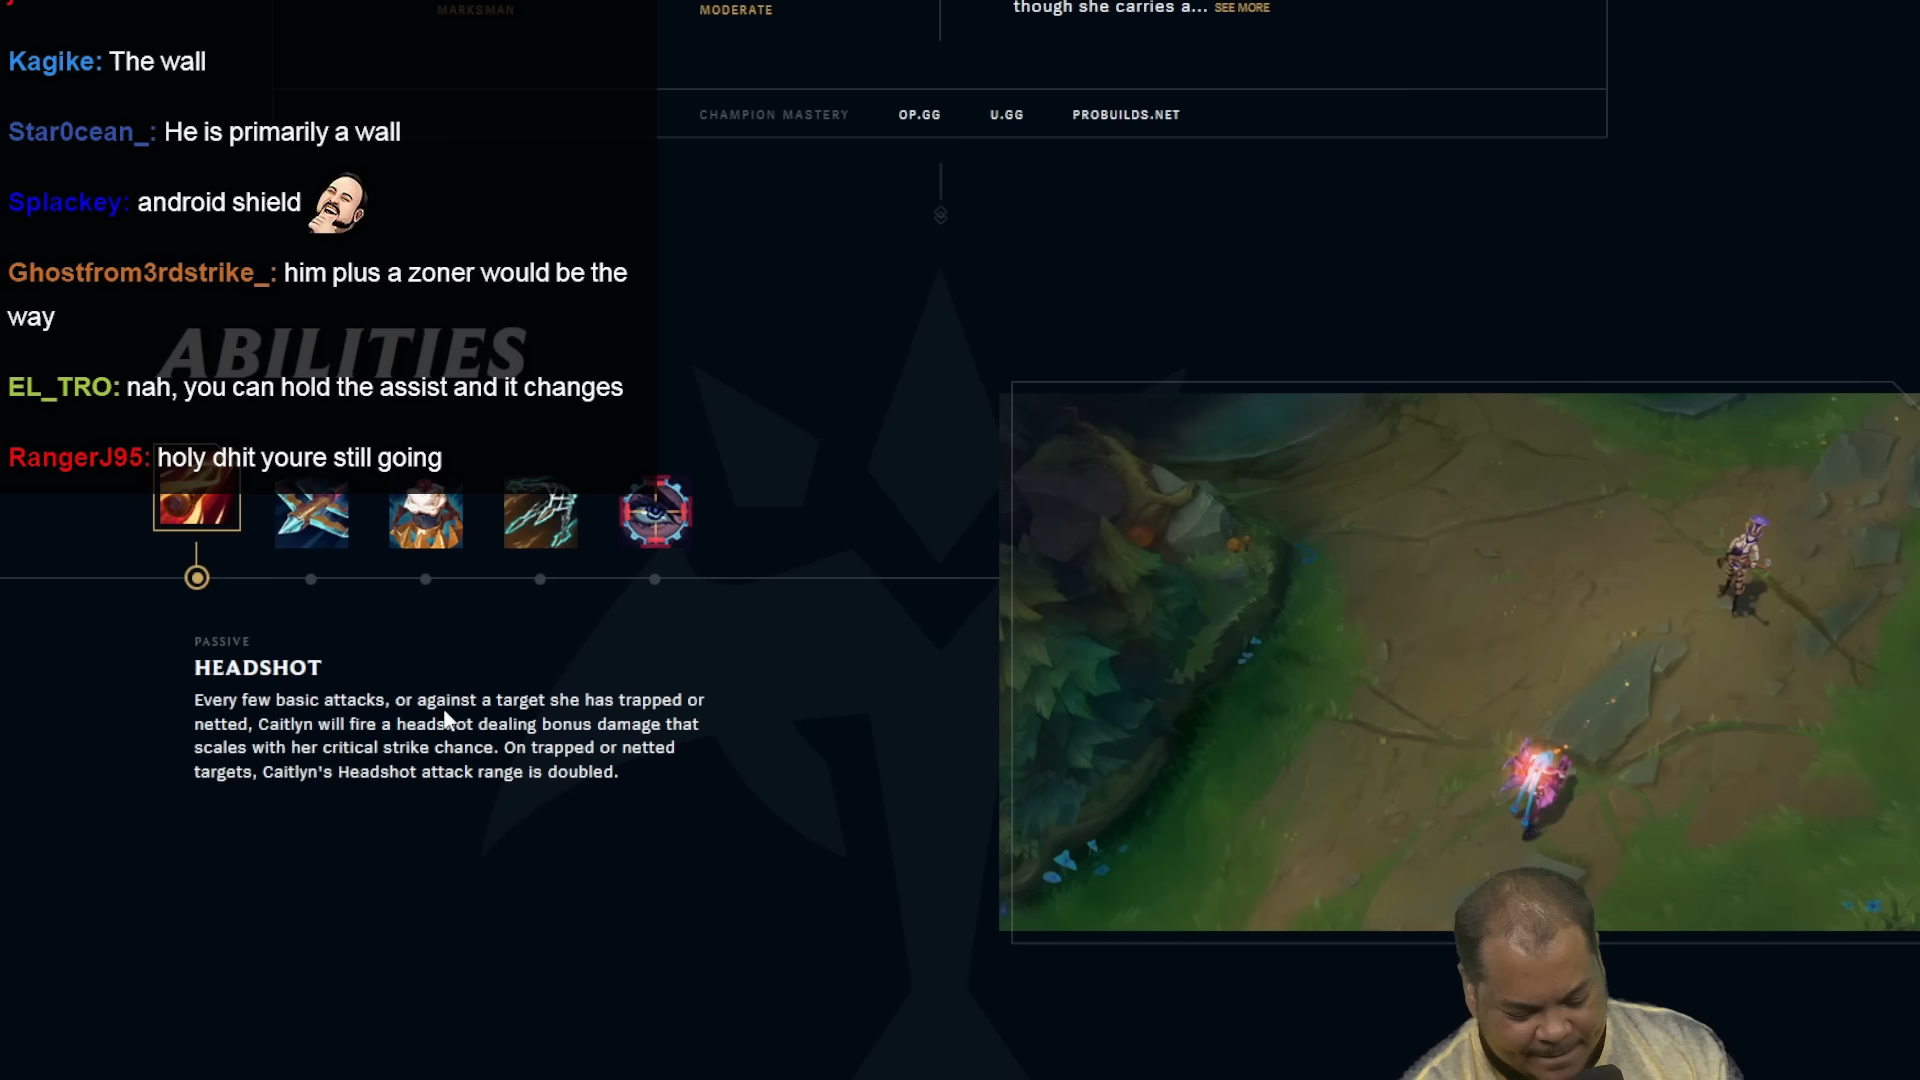 MARKSMAN
MODERATE
though she carries a... SEE MORE
Kagike: The wall
CHAMPION MASTERY OP.GG U.GG PROBUILDS.NET
Star0cean_: He is primarily a wall
Splackey: android shield
Ghostfrom3rdstrike_: him plus a zoner would be the
way
ABILITIES
EL_TRO: nah, you can hold the assist and it changes
RangerJ95: holy dhit youre still going
PASSIVE
HEADSHOT
Every few basic attacks, or against a target she has trapped or
netted, Caitlyn will fire a headshot dealing bonus damage that
scales with her critical strike chance. On trapped or netted
targets, Caitlyn's Headshot attack range is doubled.